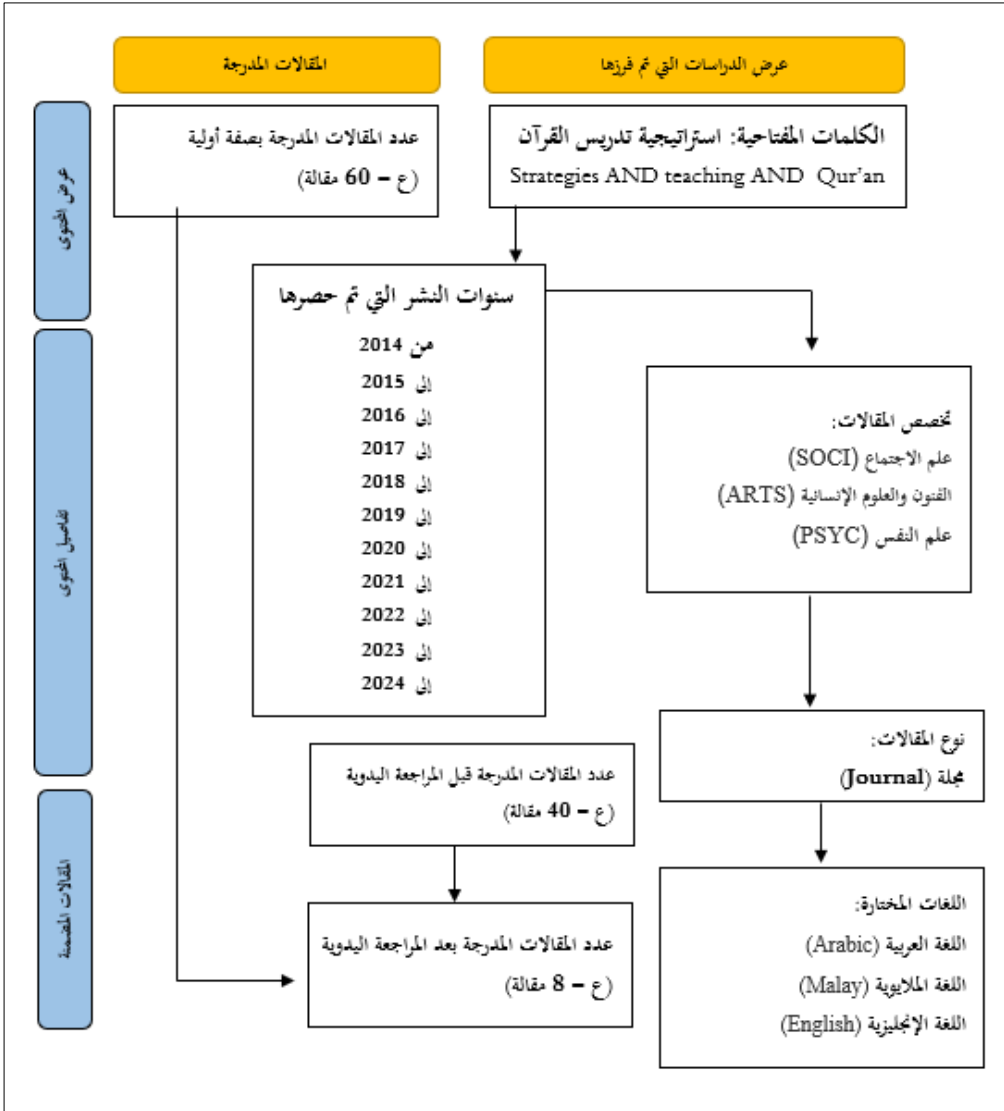 عرض الدراسات التي تم فرزها
المقالات المدرجة
عرض المحتوى
الكلمات المفتاحية: استراتيجية تدريس القرآن
Strategies AND teaching AND Qur'an
عدد المقالات المدرجة بصفة أولية
(ع – 60 مقالة)
سنوات النشر التي تم حصرها
من 2014
إلى 2015
إلى 2016
إلى 2017
إلى 2018
إلى 2019
إلى 2020
إلى 2021
إلى 2022
إلى 2023
إلى 2024
تفاصيل المحتوى
تخصص المقالات:
علم الاجتماع (SOCI)
الفنون والعلوم الإنسانية (ARTS)
علم النفس (PSYC)
نوع المقالات:
مجلة (Journal)
عدد المقالات المدرجة قبل المراجعة اليدوية
(ع – 40 مقالة)
المقالات المضمنة
اللغات المختارة:
اللغة العربية (Arabic)
اللغة الملايوية (Malay)
اللغة الإنجليزية (English)
عدد المقالات المدرجة بعد المراجعة اليدوية
(ع – 8 مقالة)